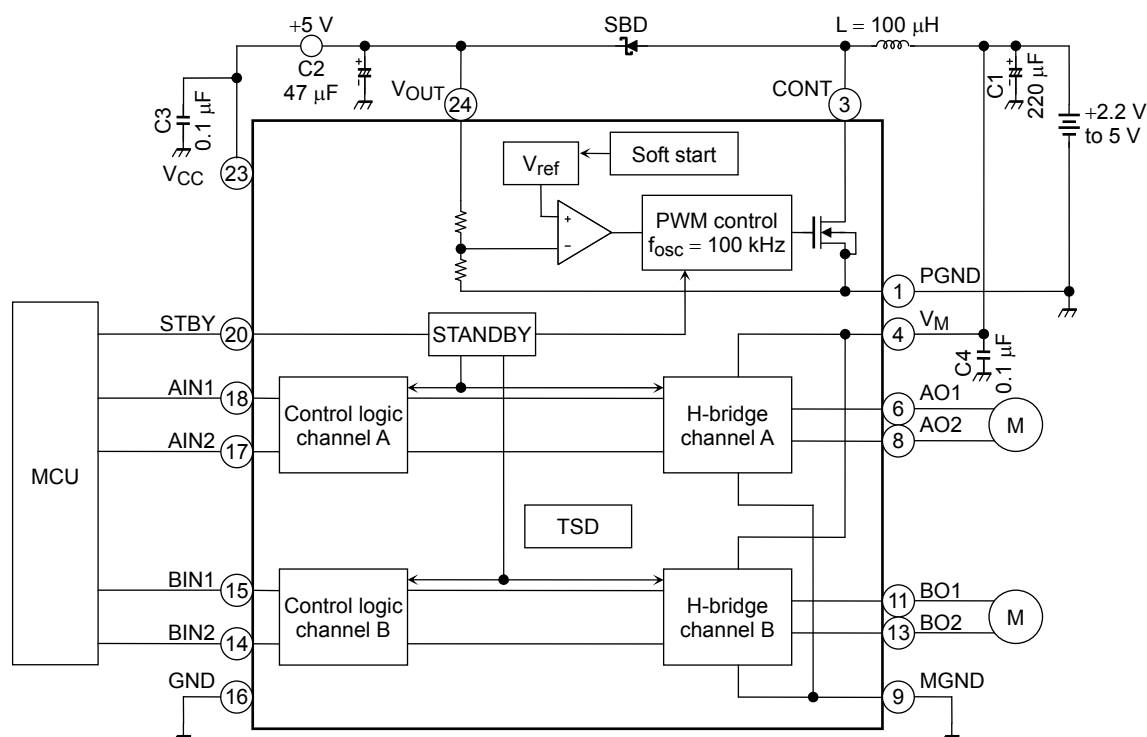 +5 V
SBD
L = 100 μH
C2
47 μF
VOUT
24
CONT
3
C1
220 μF
+2.2 V
to 5 V
C3
0.1 μF
23
VCC
Vref
Soft start
+
−
PWM control
fosc = 100 kHz
1
PGND
MCU
STBY
20
STANDBY
4
VM
C4
0.1 μF
AIN1
18
AIN2
17
Control logic
channel A
H-bridge
channel A
6
AO1
8
AO2
M
TSD
BIN1
15
BIN2
14
Control logic
channel B
H-bridge
channel B
11
BO1
13
BO2
M
GND
16
9
MGND